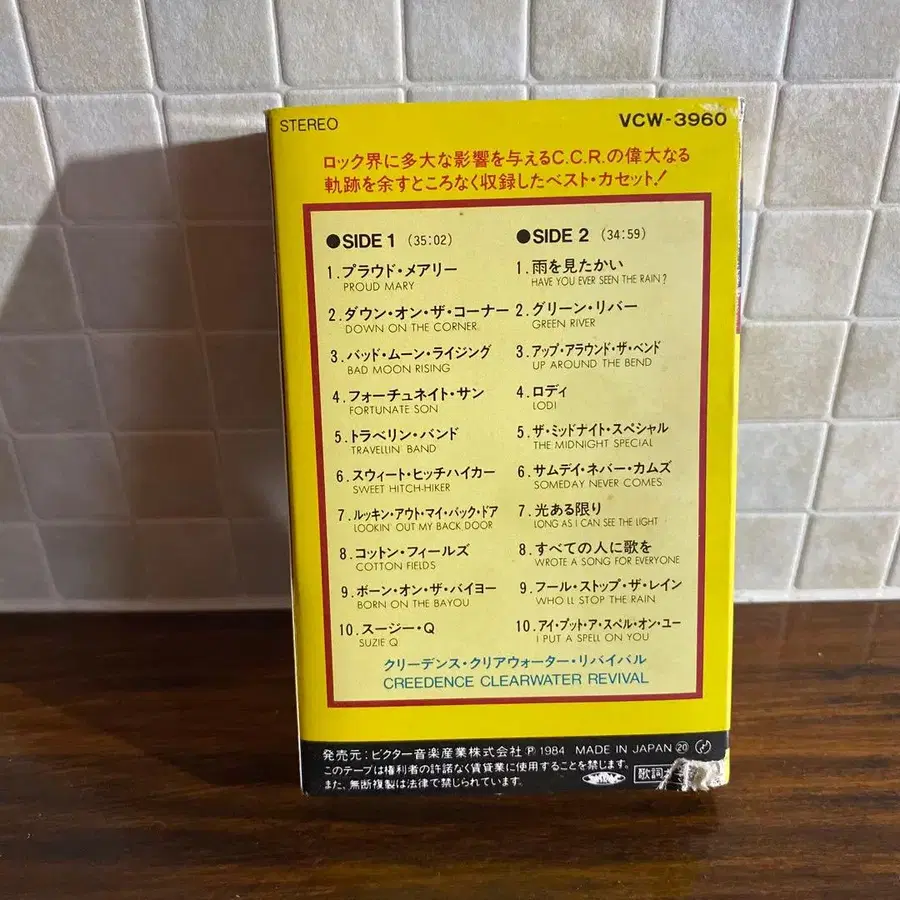 STEREO
VCW-3960
ロック界に多大な影響を与えるC.C.R.の偉大なる
軌跡を余すところなく収録したベスト・カセット!
●SIDE 1 (35:02)
1.プラウド・メアリー
PROUD MARY
2.ダウン・オン・ザ・コーナー
DOWN ON THE CORNER
3.バッド・ムーン・ライジング
BAD MOON RISING
4.フォーチュネイト・サン
FORTUNATE SON
5.トラベリン・バンド
TRAVELLIN' BAND
6.スウィート・ヒッチハイカー
SWEET HITCH-HIKER
7.ルッキン・アウト・マイ・バック・ドア
LOOKIN' OUT MY BACK DOOR
8.コットン・フィールズ
COTTON FIELDS
9.ボーン・オン・ザ・バイヨー
BORN ON THE BAYOU
10.スージー・Q
SUZIE Q
●SIDE 2 (34:59)
1.雨を見たかい
HAVE YOU EVER SEEN THE RAIN?
2.グリーン・リバー
GREEN RIVER
3.アップ・アラウンド・ザ・ベンド
UP AROUND THE BEND
4.ロディ
LODI
5.ザ・ミッドナイト・スペシャル
THE MIDNIGHT SPECIAL
6.サムデイ・ネバー・カムズ
SOMEDAY NEVER COMES
7.光ある限り
LONG AS I CAN SEE THE LIGHT
8.すべての人に歌を
WROTE A SONG FOR EVERYONE
9.フール・ストップ・ザ・レイン
WHO'LL STOP THE RAIN
10.アイ・プット・ア・スペル・オン・ユー
I PUT A SPELL ON YOU
クリーデンス・クリアウォーター・リバイバル
CREEDENCE CLEARWATER REVIVAL
発売元:ビクター音楽産業株式会社 Ⓟ 1984 MADE IN JAPAN ⑳
このテープは権利者の許諾なく賃貸業に使用することを禁じます。
また、無断複製は法律で禁じられています。
歌詞